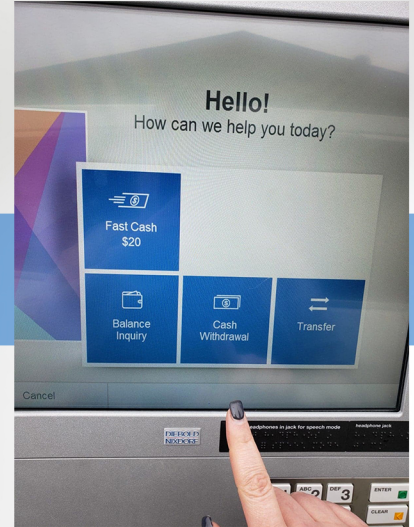 Hello!
How can we help you today?
Fast Cash
$20
Balance
Inquiry
Cash
Withdrawal
Transfer
Cancel
DIEBOLD
NIXDORF
headphones in jack for speech mode
headphone jack
ABC
2
DEF
3
ENTER
CLEAR